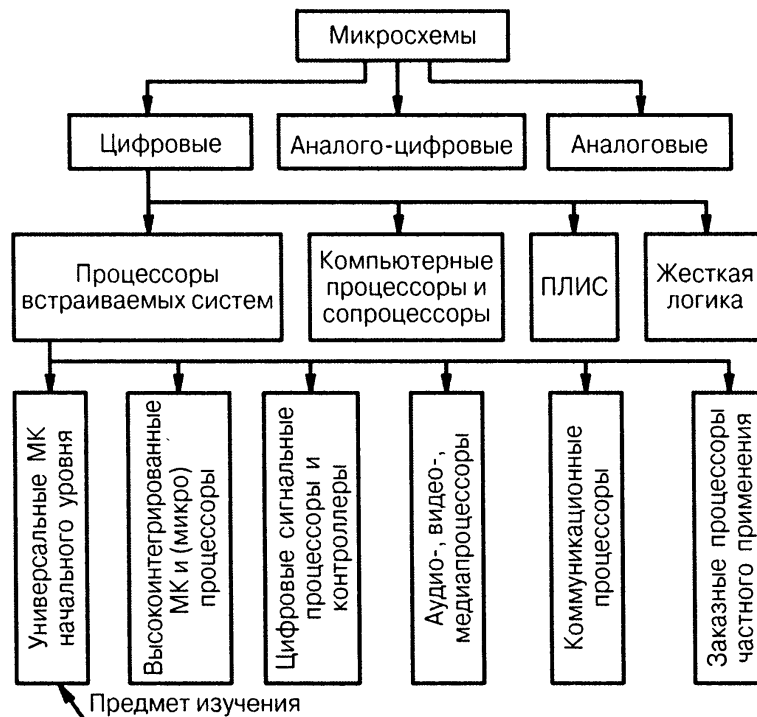 Микросхемы
Цифровые
Аналого-цифровые
Аналоговые
Процессоры
встраиваемых систем
Компьютерные
процессоры и
сопроцессоры
ПЛИС
Жесткая
логика
Универсальные МК
начального уровня
Высокоинтегрированные
МК и (микро)
процессоры
Цифровые сигнальные
процессоры и
контроллеры
Аудио-, видео-,
медиапроцессоры
Коммуникационные
процессоры
Заказные процессоры
частного применения
Предмет изучения